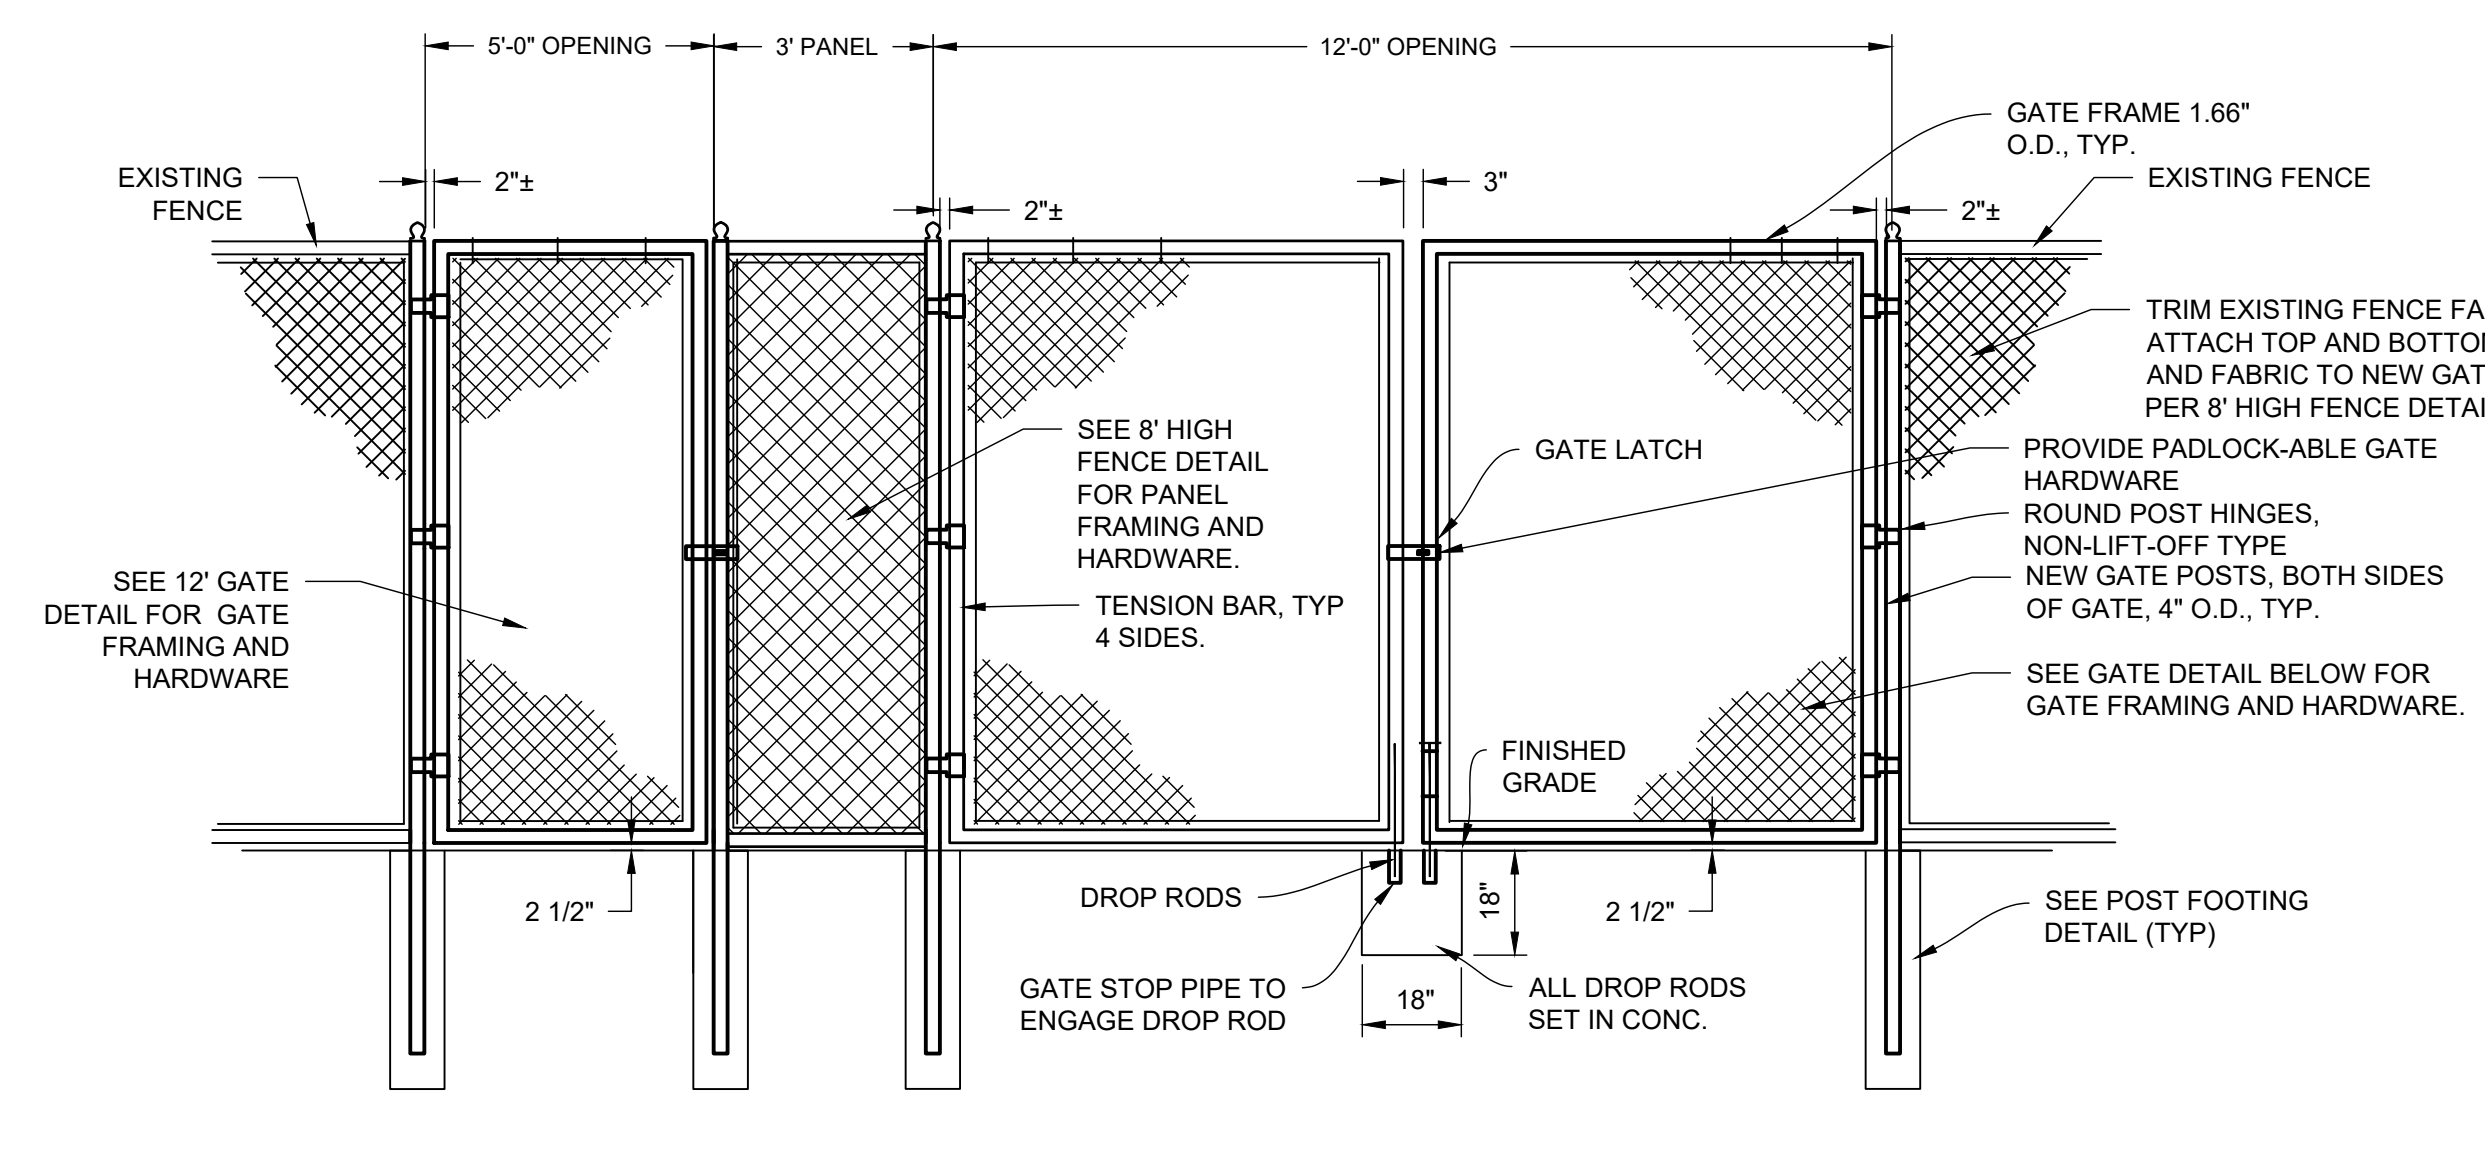 5'-0" OPENING
3' PANEL
12'-0" OPENING
GATE FRAME 1.66"
O.D., TYP.
EXISTING
FENCE
2"±
2"±
3"
2"±
EXISTING FENCE
TRIM EXISTING FENCE
ATTACH TOP AND
AND FABRIC TO NEW
PER 8' HIGH FENCE
SEE 8' HIGH
FENCE DETAIL
FOR PANEL
FRAMING AND
HARDWARE.
GATE LATCH
PROVIDE PADLOCK-ABLE GATE
HARDWARE
ROUND POST HINGES,
NON-LIFT-OFF TYPE
NEW GATE POSTS, BOTH SIDES
OF GATE, 4" O.D., TYP.
SEE 12' GATE
DETAIL FOR GATE
FRAMING AND
HARDWARE
TENSION BAR, TYP
4 SIDES.
SEE GATE DETAIL BELOW FOR
GATE FRAMING AND HARDWARE.
FINISHED
GRADE
2 1/2"
DROP RODS
18"
2 1/2"
SEE POST FOOTING
DETAIL (TYP)
GATE STOP PIPE TO
ENGAGE DROP ROD
18"
ALL DROP RODS
SET IN CONC.